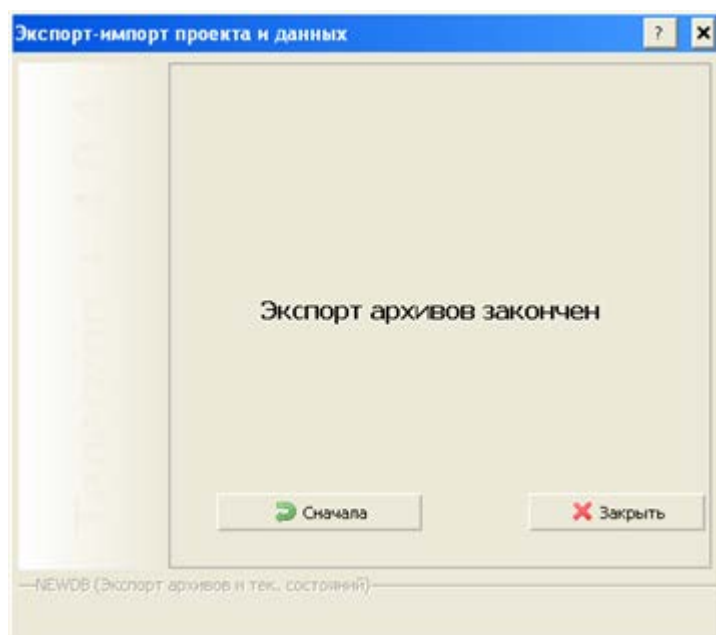 Экспорт-импорт проекта и данных
?
Экспорт архивов закончен
Сначала
Закрыть
NEWDB (Экспорт архивов и тек. состояний)